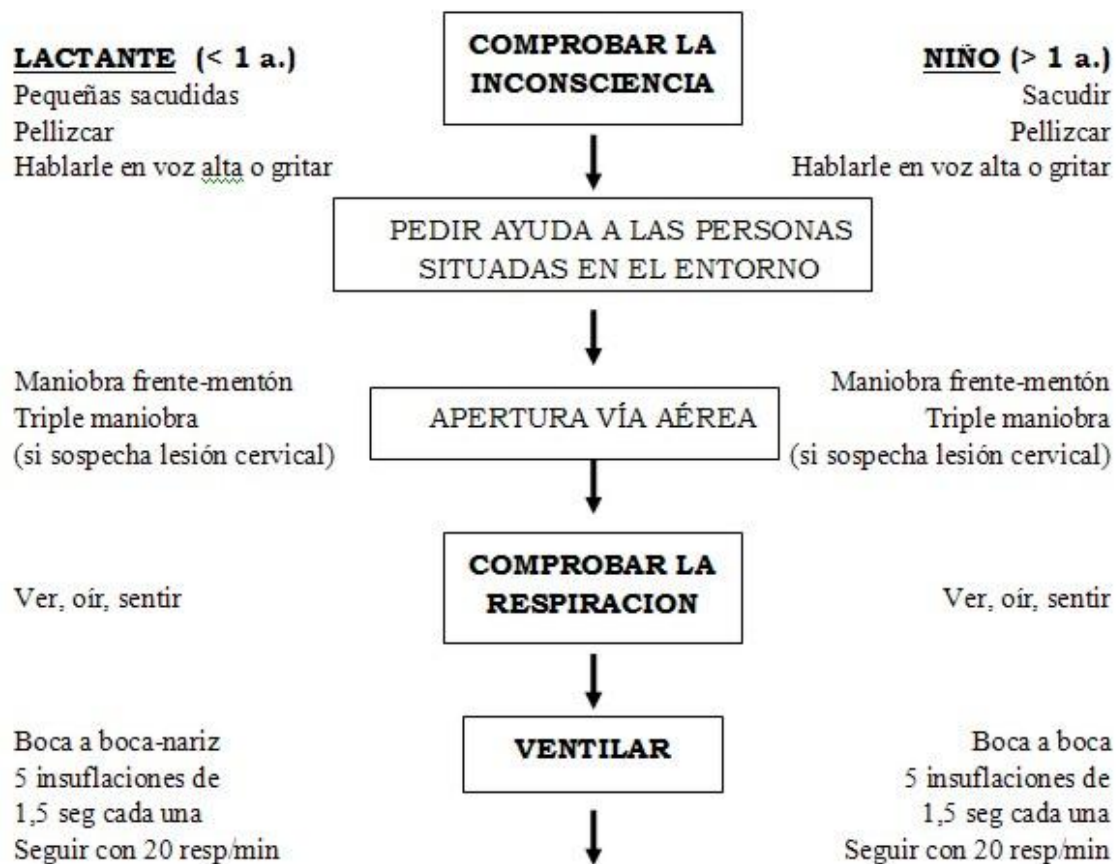 COMPROBAR LA
INCONSCIENCIA
LACTANTE (< 1 a.)
Pequeñas sacudidas
Pellizcar
Hablarle en voz alta o gritar
NIÑO (> 1 a.)
Sacudir
Pellizcar
Hablarle en voz alta o gritar
PEDIR AYUDA A LAS PERSONAS
SITUADAS EN EL ENTORNO
Maniobra frente-mentón
Triple maniobra
(si sospecha lesión cervical)
APERTURA VÍA AÉREA
Maniobra frente-mentón
Triple maniobra
(si sospecha lesión cervical)
COMPROBAR LA
RESPIRACION
Ver, oír, sentir
Ver, oír, sentir
VENTILAR
Boca a boca-nariz
5 insuflaciones de
1,5 seg cada una
Seguir con 20 resp/min
Boca a boca
5 insuflaciones de
1,5 seg cada una
Seguir con 20 resp/min